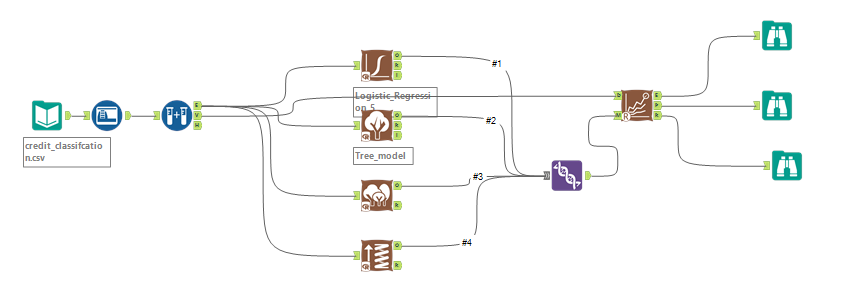 #1
Logistic_Regressi
on_5
#2
credit_classifcatio
n.csv
Tree_model
#3
#4
E
V
H
O
R
I
O
R
I
O
R
O
R
D
M
E
P
R
R